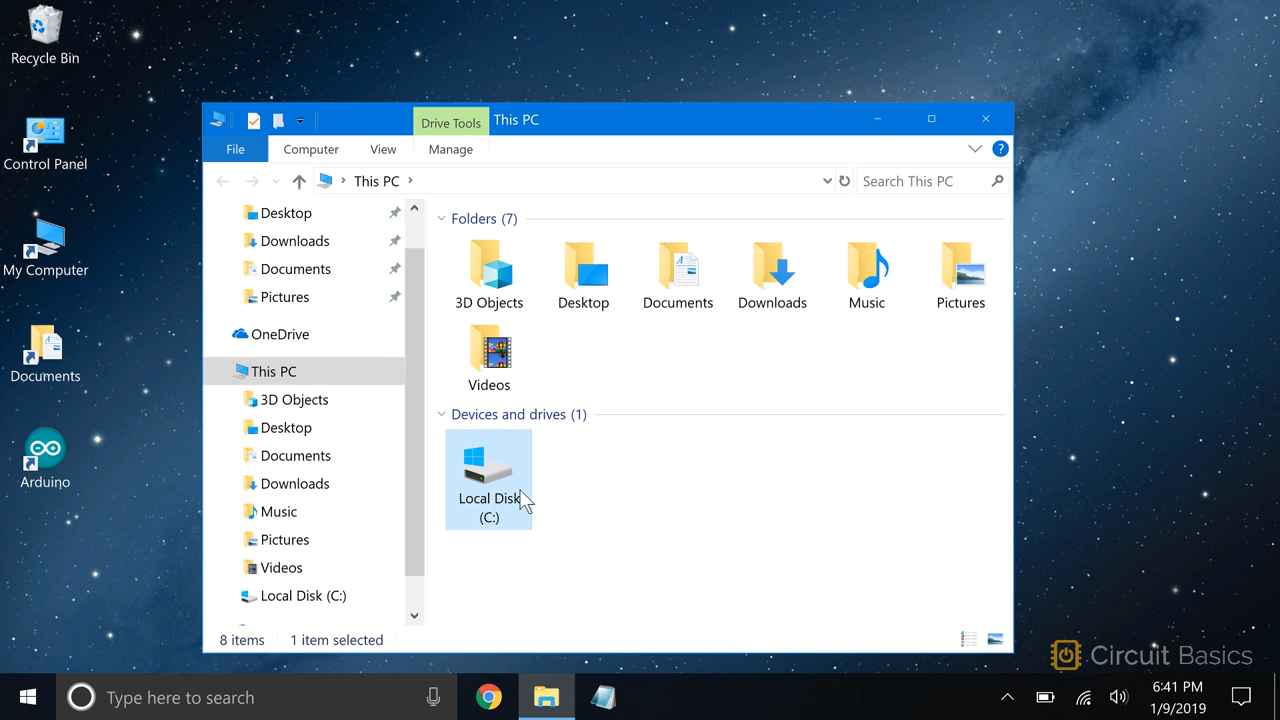 Recycle Bin
Control Panel
My Computer
Documents
Arduino
Drive Tools
This PC
File
Computer
View
Manage
This PC
Search This PC
Desktop
Downloads
Documents
Pictures
OneDrive
This PC
3D Objects
Desktop
Documents
Downloads
Music
Pictures
Videos
Local Disk (C:)
Folders (7)
3D Objects
Desktop
Documents
Downloads
Music
Pictures
Videos
Devices and drives (1)
Local Disk
(C:)
8 items
1 item selected
Circuit Basics
Type here to search
6:41 PM
1/9/2019